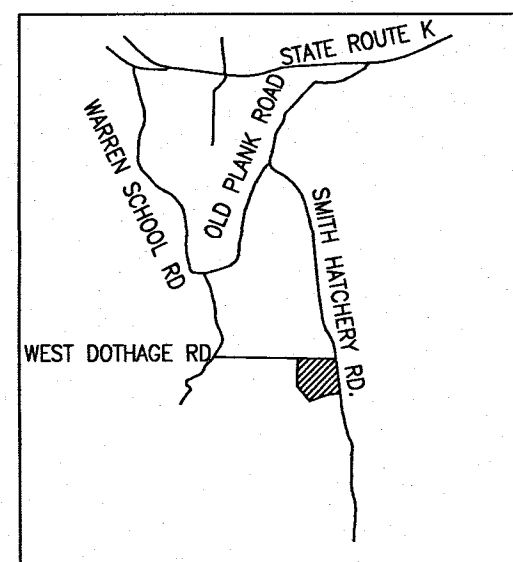 STATE ROUTE K
OLD PLANK ROAD
WARREN SCHOOL RD
SMITH HATCHERY RD.
WEST DOTHAGE RD